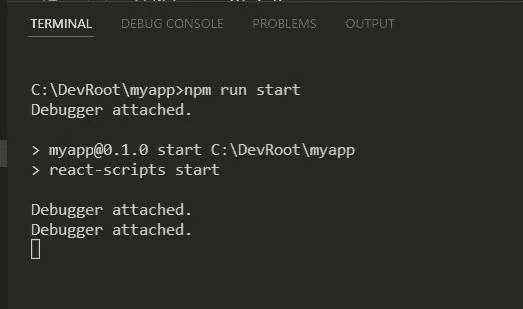 TERMINAL DEBUG CONSOLE PROBLEMS OUTPUT
C:\DevRoot\myapp>npm run start
Debugger attached.
> myapp@0.1.0 start C:\DevRoot\myapp
> react-scripts start
Debugger attached.
Debugger attached.